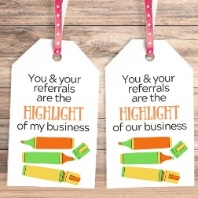 You & your
referrals
are the
HIGHLIGHT
of my business
You & your
referrals
are the
HIGHLIGHT
of our business